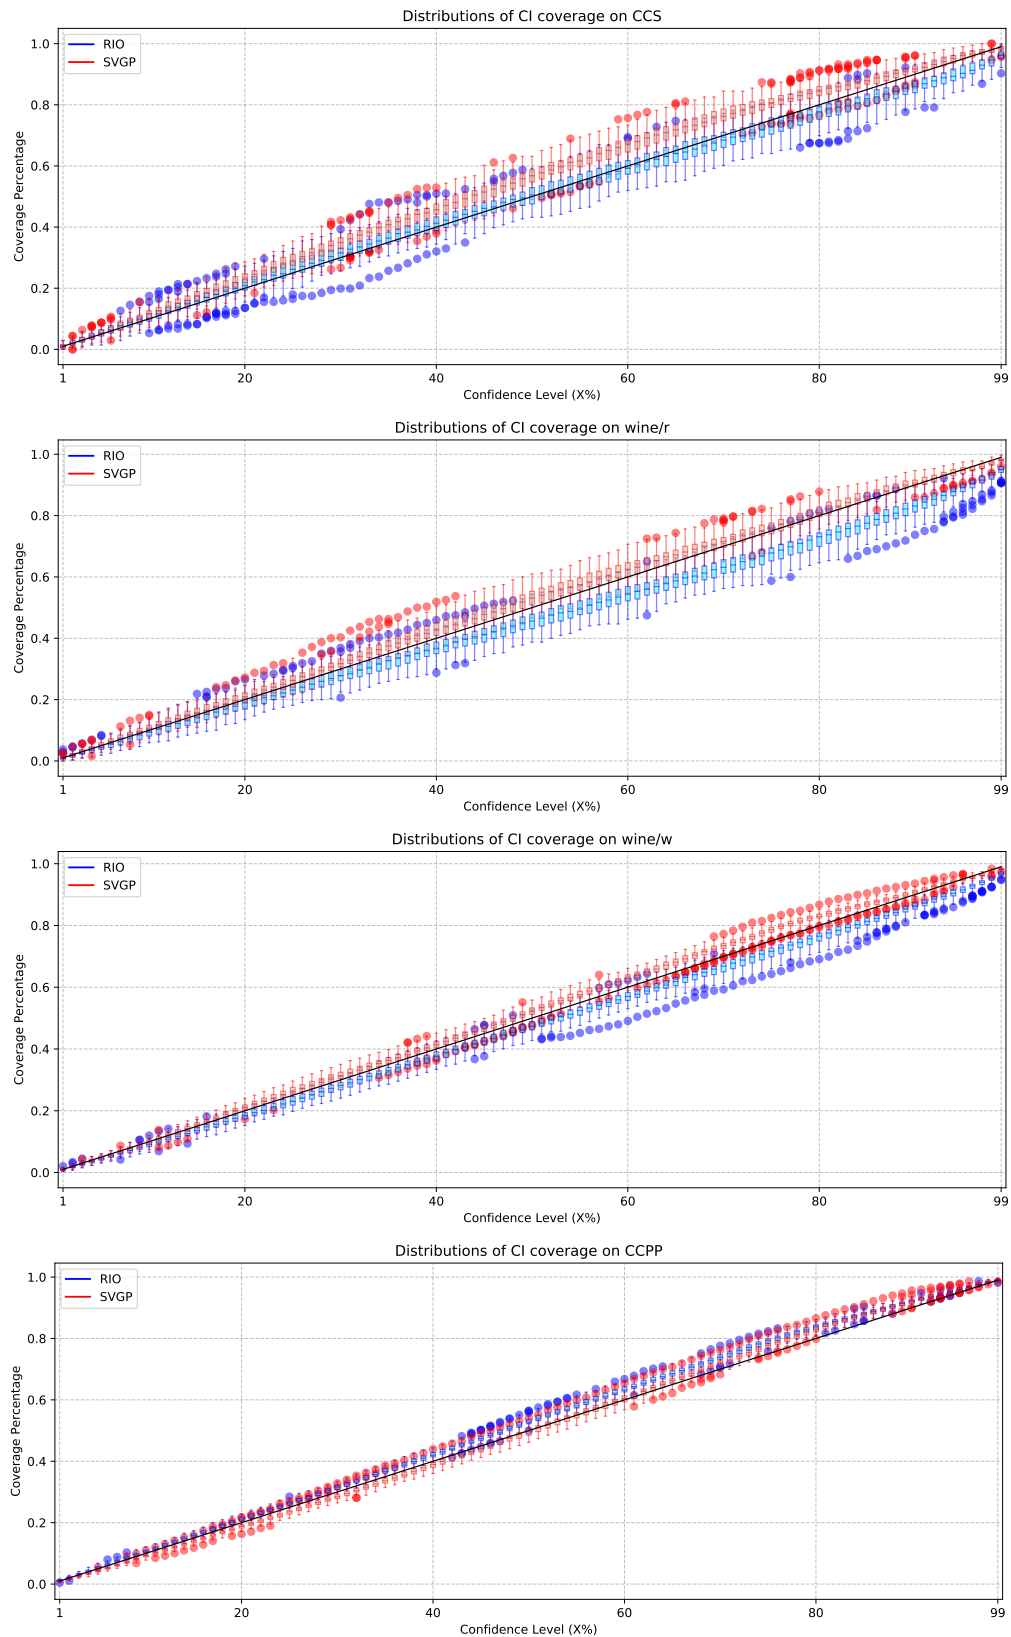 Distributions of CI coverage on CCS
RIO
SVGP
Coverage Percentage
1.0
0.8
0.6
0.4
0.2
0.0
1 20 40 60 80 99
Confidence Level (X%)
Distributions of CI coverage on wine/r
RIO
SVGP
Coverage Percentage
1.0
0.8
0.6
0.4
0.2
0.0
1 20 40 60 80 99
Confidence Level (X%)
Distributions of CI coverage on wine/w
RIO
SVGP
Coverage Percentage
1.0
0.8
0.6
0.4
0.2
0.0
1 20 40 60 80 99
Confidence Level (X%)
Distributions of CI coverage on CCPP
RIO
SVGP
Coverage Percentage
1.0
0.8
0.6
0.4
0.2
0.0
1 20 40 60 80 99
Confidence Level (X%)